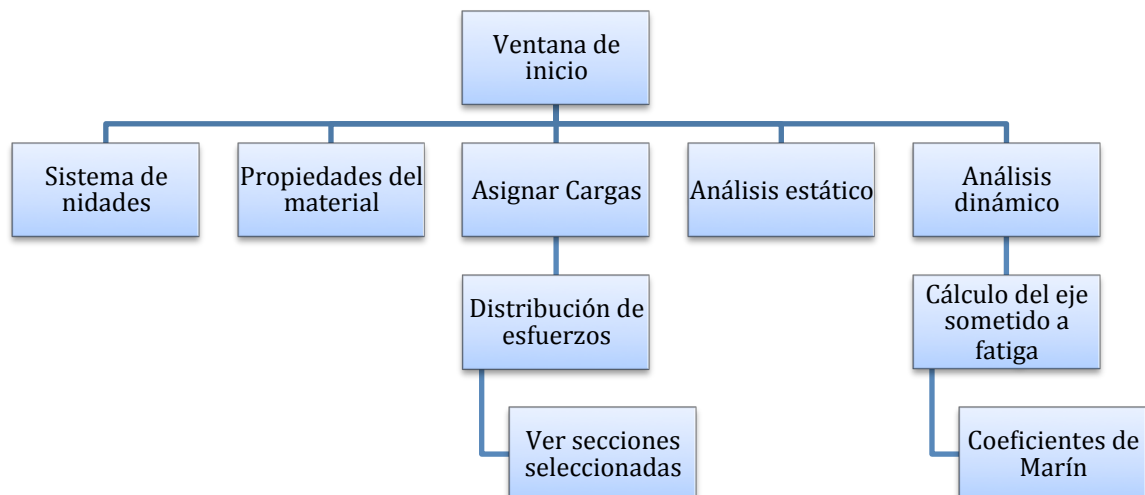 Ventana de
inicio
Sistema de
nidades
Propiedades del
material
Asignar Cargas
Análisis estático
Análisis
dinámico
Distribución de
esfuerzos
Cálculo del eje
sometido a
fatiga
Ver secciones
seleccionadas
Coeficientes de
Marín